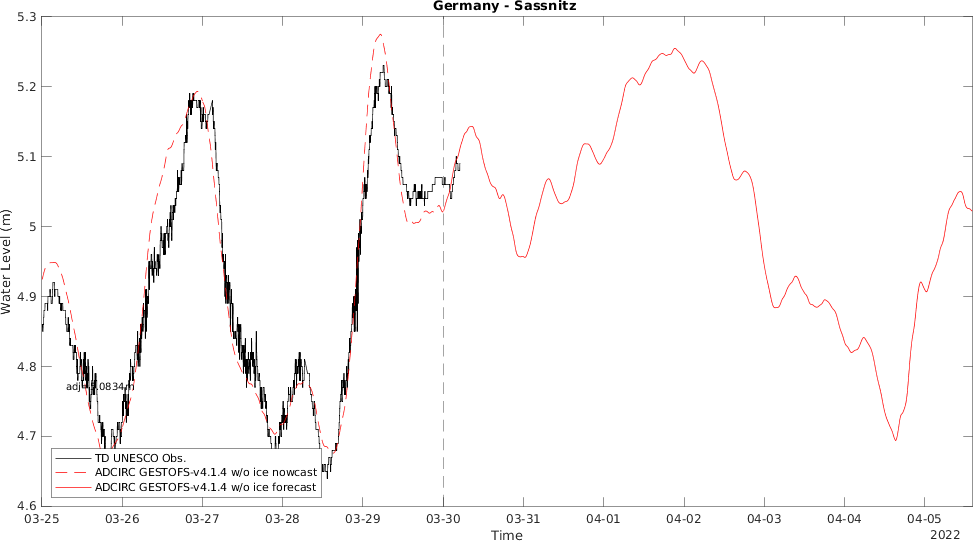 Germany - Sassnitz
Water Level (m)
5.3
5.2
5.1
5
4.9
4.8
4.7
4.6
TD UNESCO Obs.
ADCIRC GESTOFS-v4.1.4 w/o ice nowcast
ADCIRC GESTOFS-v4.1.4 w/o ice forecast
03-25 03-26 03-27 03-28 03-29 03-30 03-31 04-01 04-02 04-03 04-04 04-05
Time
2022